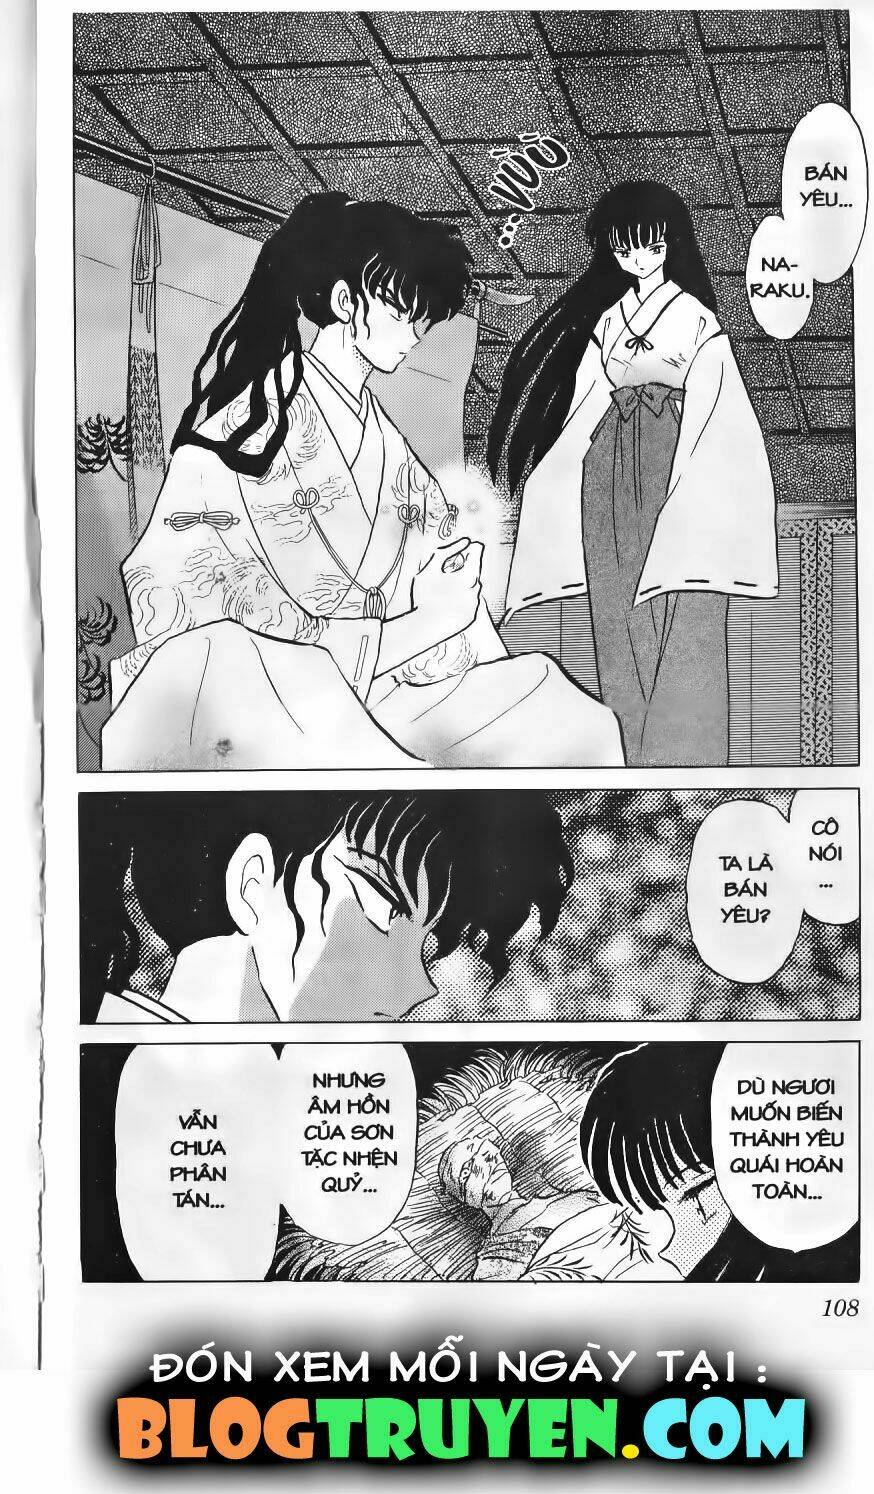 BÁN
YÊU...
NA-
RAKU.
...VÙÙ
CÔ
NÓI
...
TA LÀ
BÁN
YÊU?
DÙ NGƯƠI
MUỐN BIẾN
THÀNH YÊU
QUÁI HOÀN
TOÀN...
NHƯNG
ÂM HỒN
CỦA SƠN
TẶC NHỆN
QUỶ...
VẪN
CHƯA
PHÂN
TÁN...
108
ĐÓN XEM MỖI NGÀY TẠI :
BLOGTRUYEN.COM